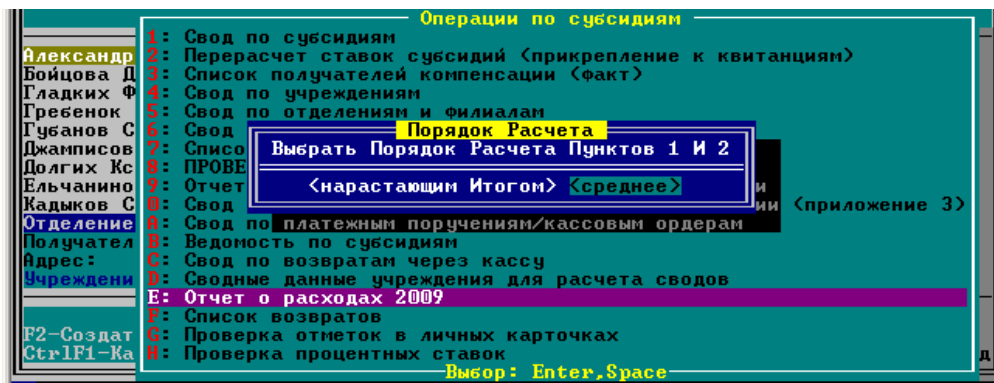 Операции по субсидиям
1: Свод по субсидиям
Александр 2: Перерасчет ставок субсидий (прикрепление к квитанциям)
Бойцова Д 3: Список получателей компенсации (факт)
Гладких Ф 4: Свод по учреждениям
Гребенок 5: Свод по отделениям и филиалам
Губанов С 6: Свод Порядок Расчета
Джамписов 7: Списо Выбрать Порядок Расчета Пунктов 1 И 2
Долгих Кс 8: ПРОВЕ
Ельчанино 9: Отчет <нарастающим Итогом> <среднее> и
Кадыков С 0: Свод ии (приложение 3)
Отделение A: Свод по платежным поручениям/кассовым ордерам
Получател B: Ведомость по субсидиям
Адрес: C: Свод по возвратам через кассу
Учреждени D: Сводные данные учреждения для расчета сводов
E: Отчет о расходах 2009
F: Список возвратов
F2-Создат G: Проверка отметок в личных карточках
CtrlF1-Ка H: Проверка процентных ставок д
Выбор: Enter,Space